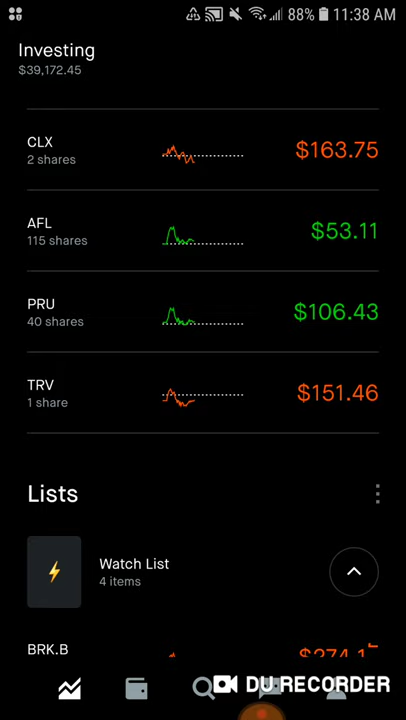 88% 11:38 AM
Investing
$39,172.45
CLX
2 shares
$163.75
AFL
115 shares
$53.11
PRU
40 shares
$106.43
TRV
1 share
$151.46
Lists
Watch List
4 items
BRK.B
DU RECORDER